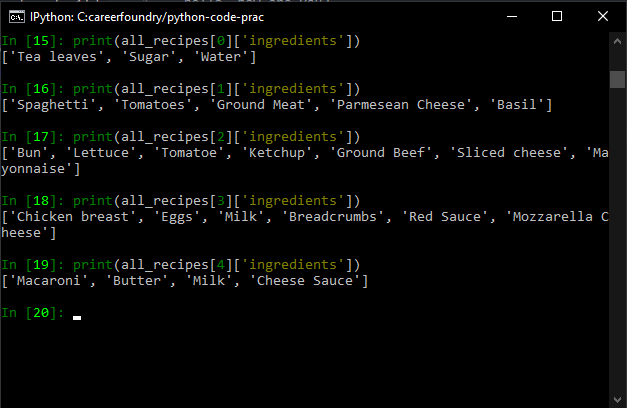 IPython: C:careerfoundry/python-code-prac
In [15]: print(all_recipes[0]['ingredients'])
['Tea leaves', 'Sugar', 'Water']
In [16]: print(all_recipes[1]['ingredients'])
['Spaghetti', 'Tomatoes', 'Ground Meat', 'Parmesean Cheese', 'Basil']
In [17]: print(all_recipes[2]['ingredients'])
['Bun', 'Lettuce', 'Tomatoe', 'Ketchup', 'Ground Beef', 'Sliced cheese', 'Ma
yonnaise']
In [18]: print(all_recipes[3]['ingredients'])
['Chicken breast', 'Eggs', 'Milk', 'Breadcrumbs', 'Red Sauce', 'Mozzarella C
heese']
In [19]: print(all_recipes[4]['ingredients'])
['Macaroni', 'Butter', 'Milk', 'Cheese Sauce']
In [20]: